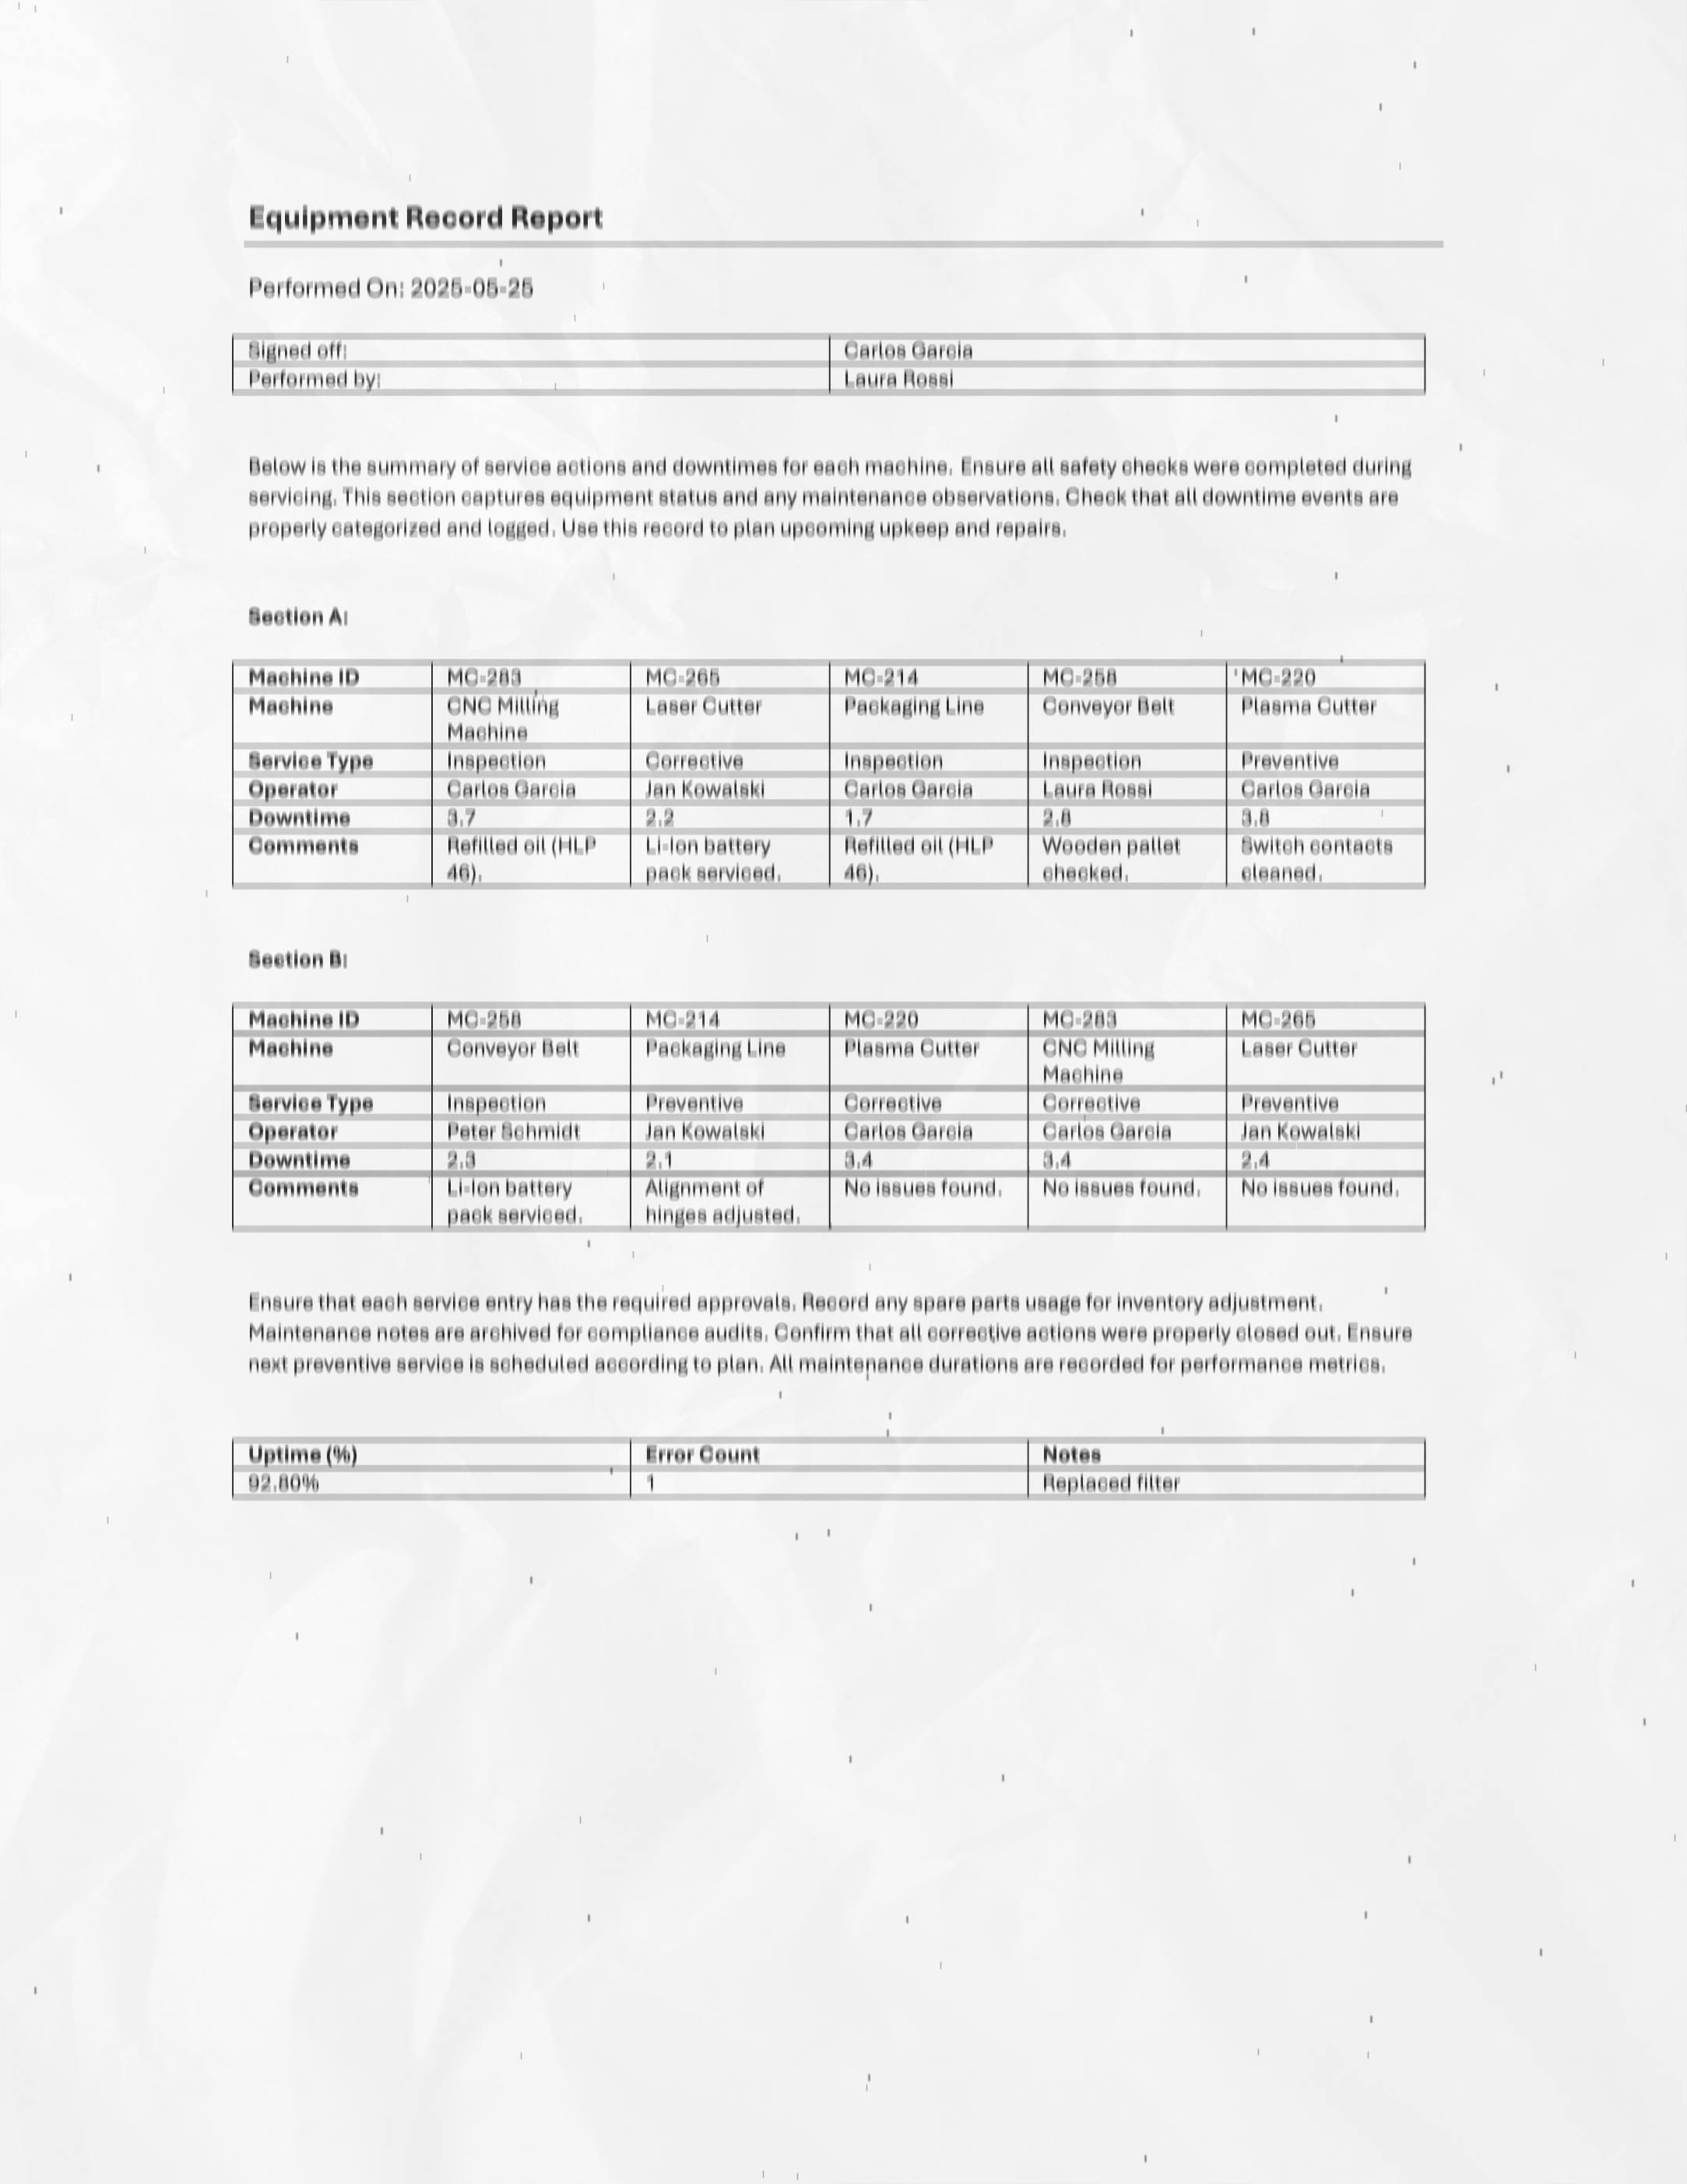 Equipment Record Report
Performed On: 2025-05-25
Signed off: Carlos Garcia
Performed by: Laura Rossi
Below is the summary of service actions and downtimes for each machine. Ensure all safety checks were completed during
servicing. This section captures equipment status and any maintenance observations. Check that all downtime events are
properly categorized and logged. Use this record to plan upcoming upkeep and repairs.
Section A:
Machine ID MC-283 MC-265 MC-214 MC-258 MC-220
Machine CNC Milling Laser Cutter Packaging Line Conveyor Belt Plasma Cutter
Machine
Service Type Inspection Corrective Inspection Inspection Preventive
Operator Carlos Garcia Jan Kowalski Carlos Garcia Laura Rossi Carlos Garcia
Downtime 3.7 2.2 1.7 2.8 3.8
Comments Refilled oil (HLP Li-Ion battery Refilled oil (HLP Wooden pallet Switch contacts
46). pack serviced. 46). checked. cleaned.
Section B:
Machine ID MC-258 MC-214 MC-220 MC-283 MC-265
Machine Conveyor Belt Packaging Line Plasma Cutter CNC Milling Laser Cutter
Machine
Service Type Inspection Preventive Corrective Corrective Preventive
Operator Peter Schmidt Jan Kowalski Carlos Garcia Carlos Garcia Jan Kowalski
Downtime 2.3 2.1 3.4 3.4 2.4
Comments Li-Ion battery Alignment of No issues found. No issues found. No issues found.
pack serviced. hinges adjusted.
Ensure that each service entry has the required approvals. Record any spare parts usage for inventory adjustment.
Maintenance notes are archived for compliance audits. Confirm that all corrective actions were properly closed out. Ensure
next preventive service is scheduled according to plan. All maintenance durations are recorded for performance metrics.
Uptime (%) Error Count Notes
92.80% 1 Replaced filter